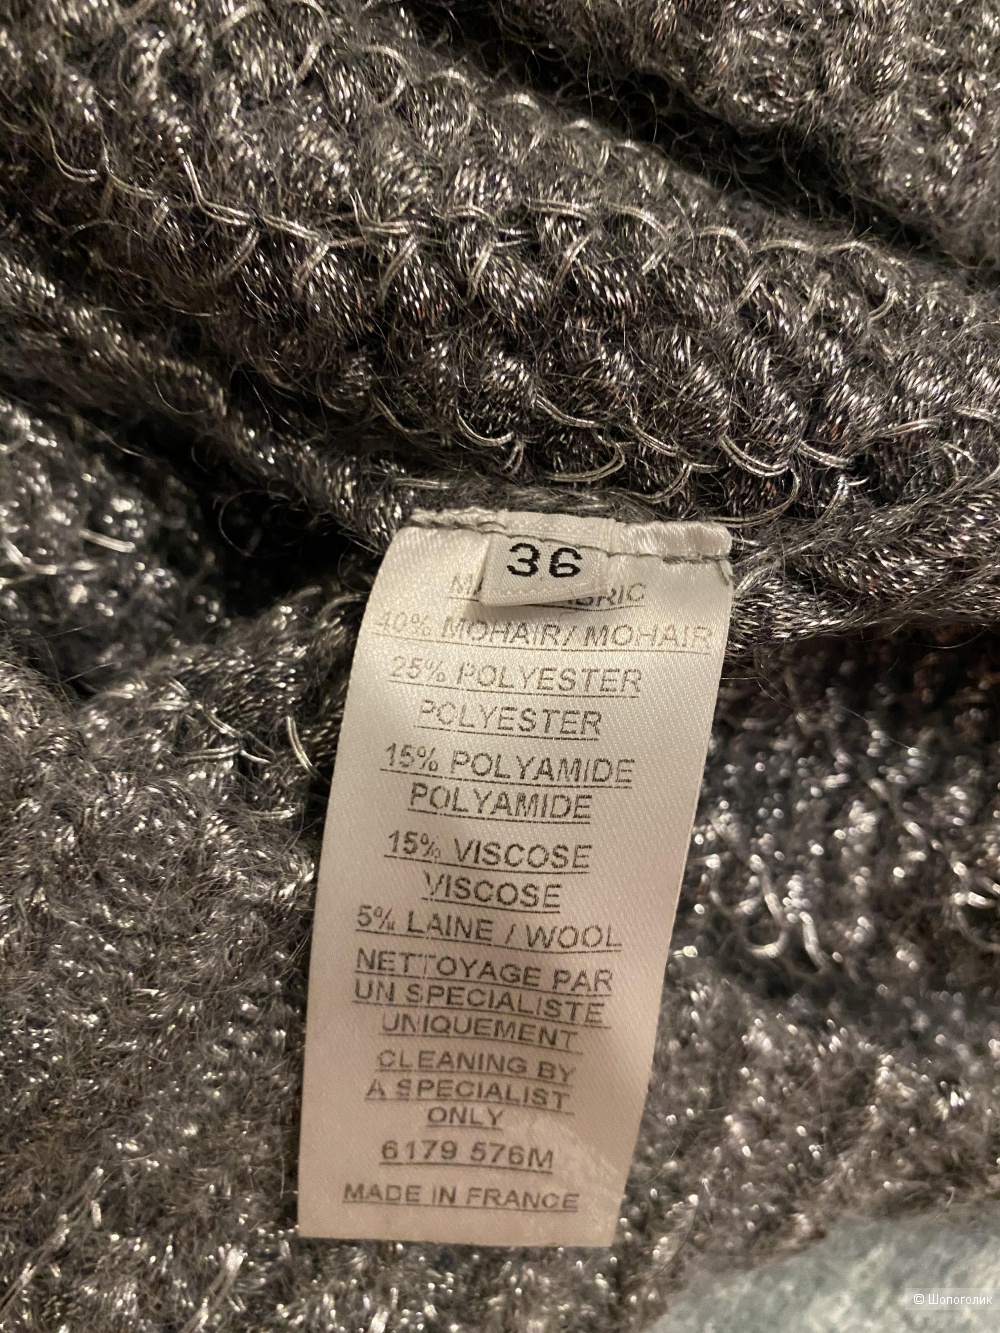 36
40% MOHAIR/ MOHAIR
25% POLYESTER
POLYESTER
15% POLYAMIDE
POLYAMIDE
15% VISCOSE
VISCOSE
5% LAINE / WOOL
NETTOYAGE PAR
UN SPECIALISTE
UNIQUEMENT
CLEANING BY
A SPECIALIST
ONLY
6179 576M
MADE IN FRANCE
© Шопоголик